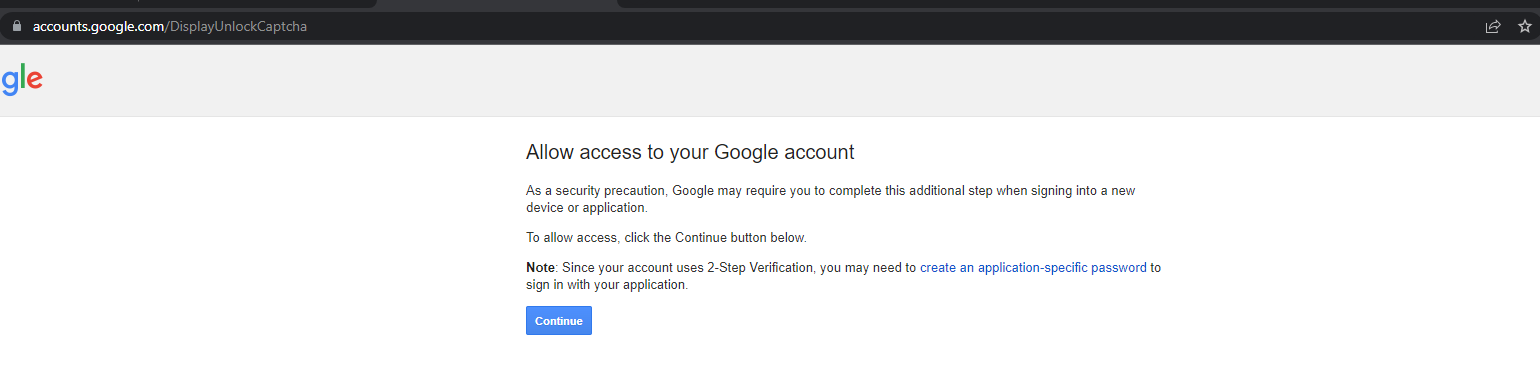 accounts.google.com/DisplayUnlockCaptcha
gle
Allow access to your Google account
As a security precaution, Google may require you to complete this additional step when signing into a new
device or application.
To allow access, click the Continue button below.
Note: Since your account uses 2-Step Verification, you may need to create an application-specific password to
sign in with your application.
Continue